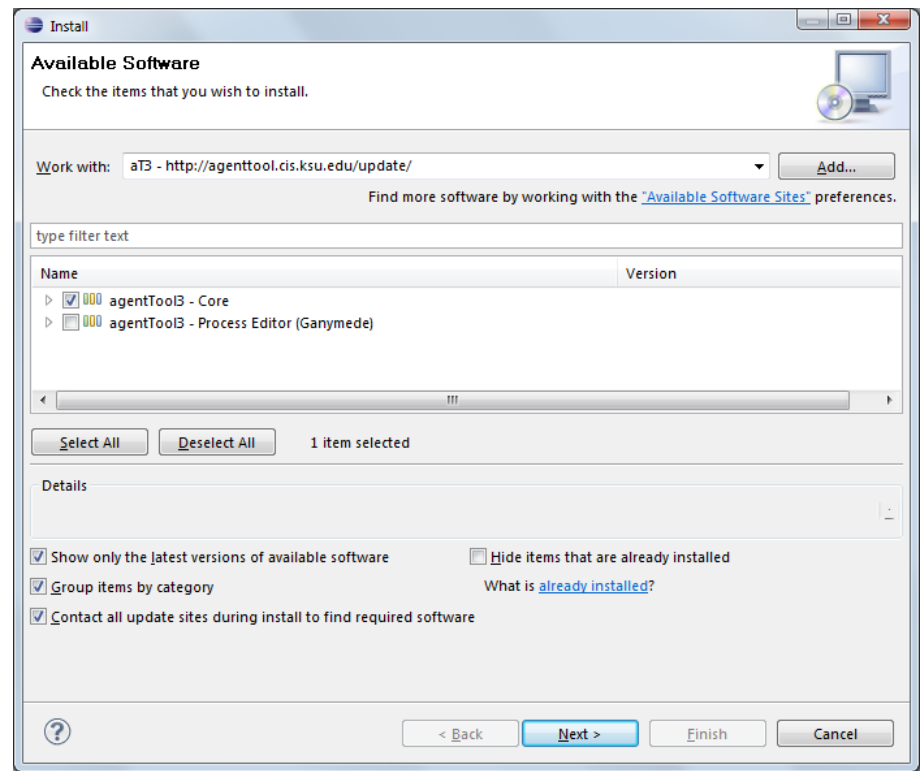 Install
Available Software
Check the items that you wish to install.
Work with: aT3 - http://agenttool.cis.ksu.edu/update/ Add...
Find more software by working with the "Available Software Sites" preferences.
type filter text
Name Version
agentTool3 - Core
agentTool3 - Process Editor (Ganymede)
Select All Deselect All 1 item selected
Details
Show only the latest versions of available software Hide items that are already installed
Group items by category What is already installed?
Contact all update sites during install to find required software
? < Back Next > Finish Cancel